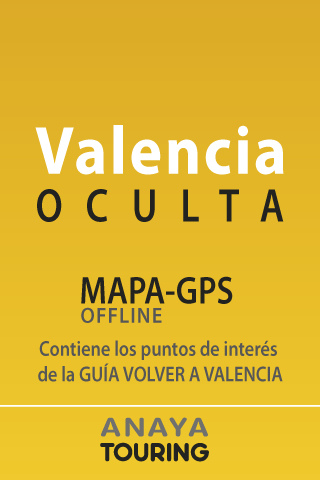 Valencia
OCULTA
MAPA-GPS
OFFLINE
Contiene los puntos de interés
de la GUÍA VOLVER A VALENCIA
ANAYA
TOURING